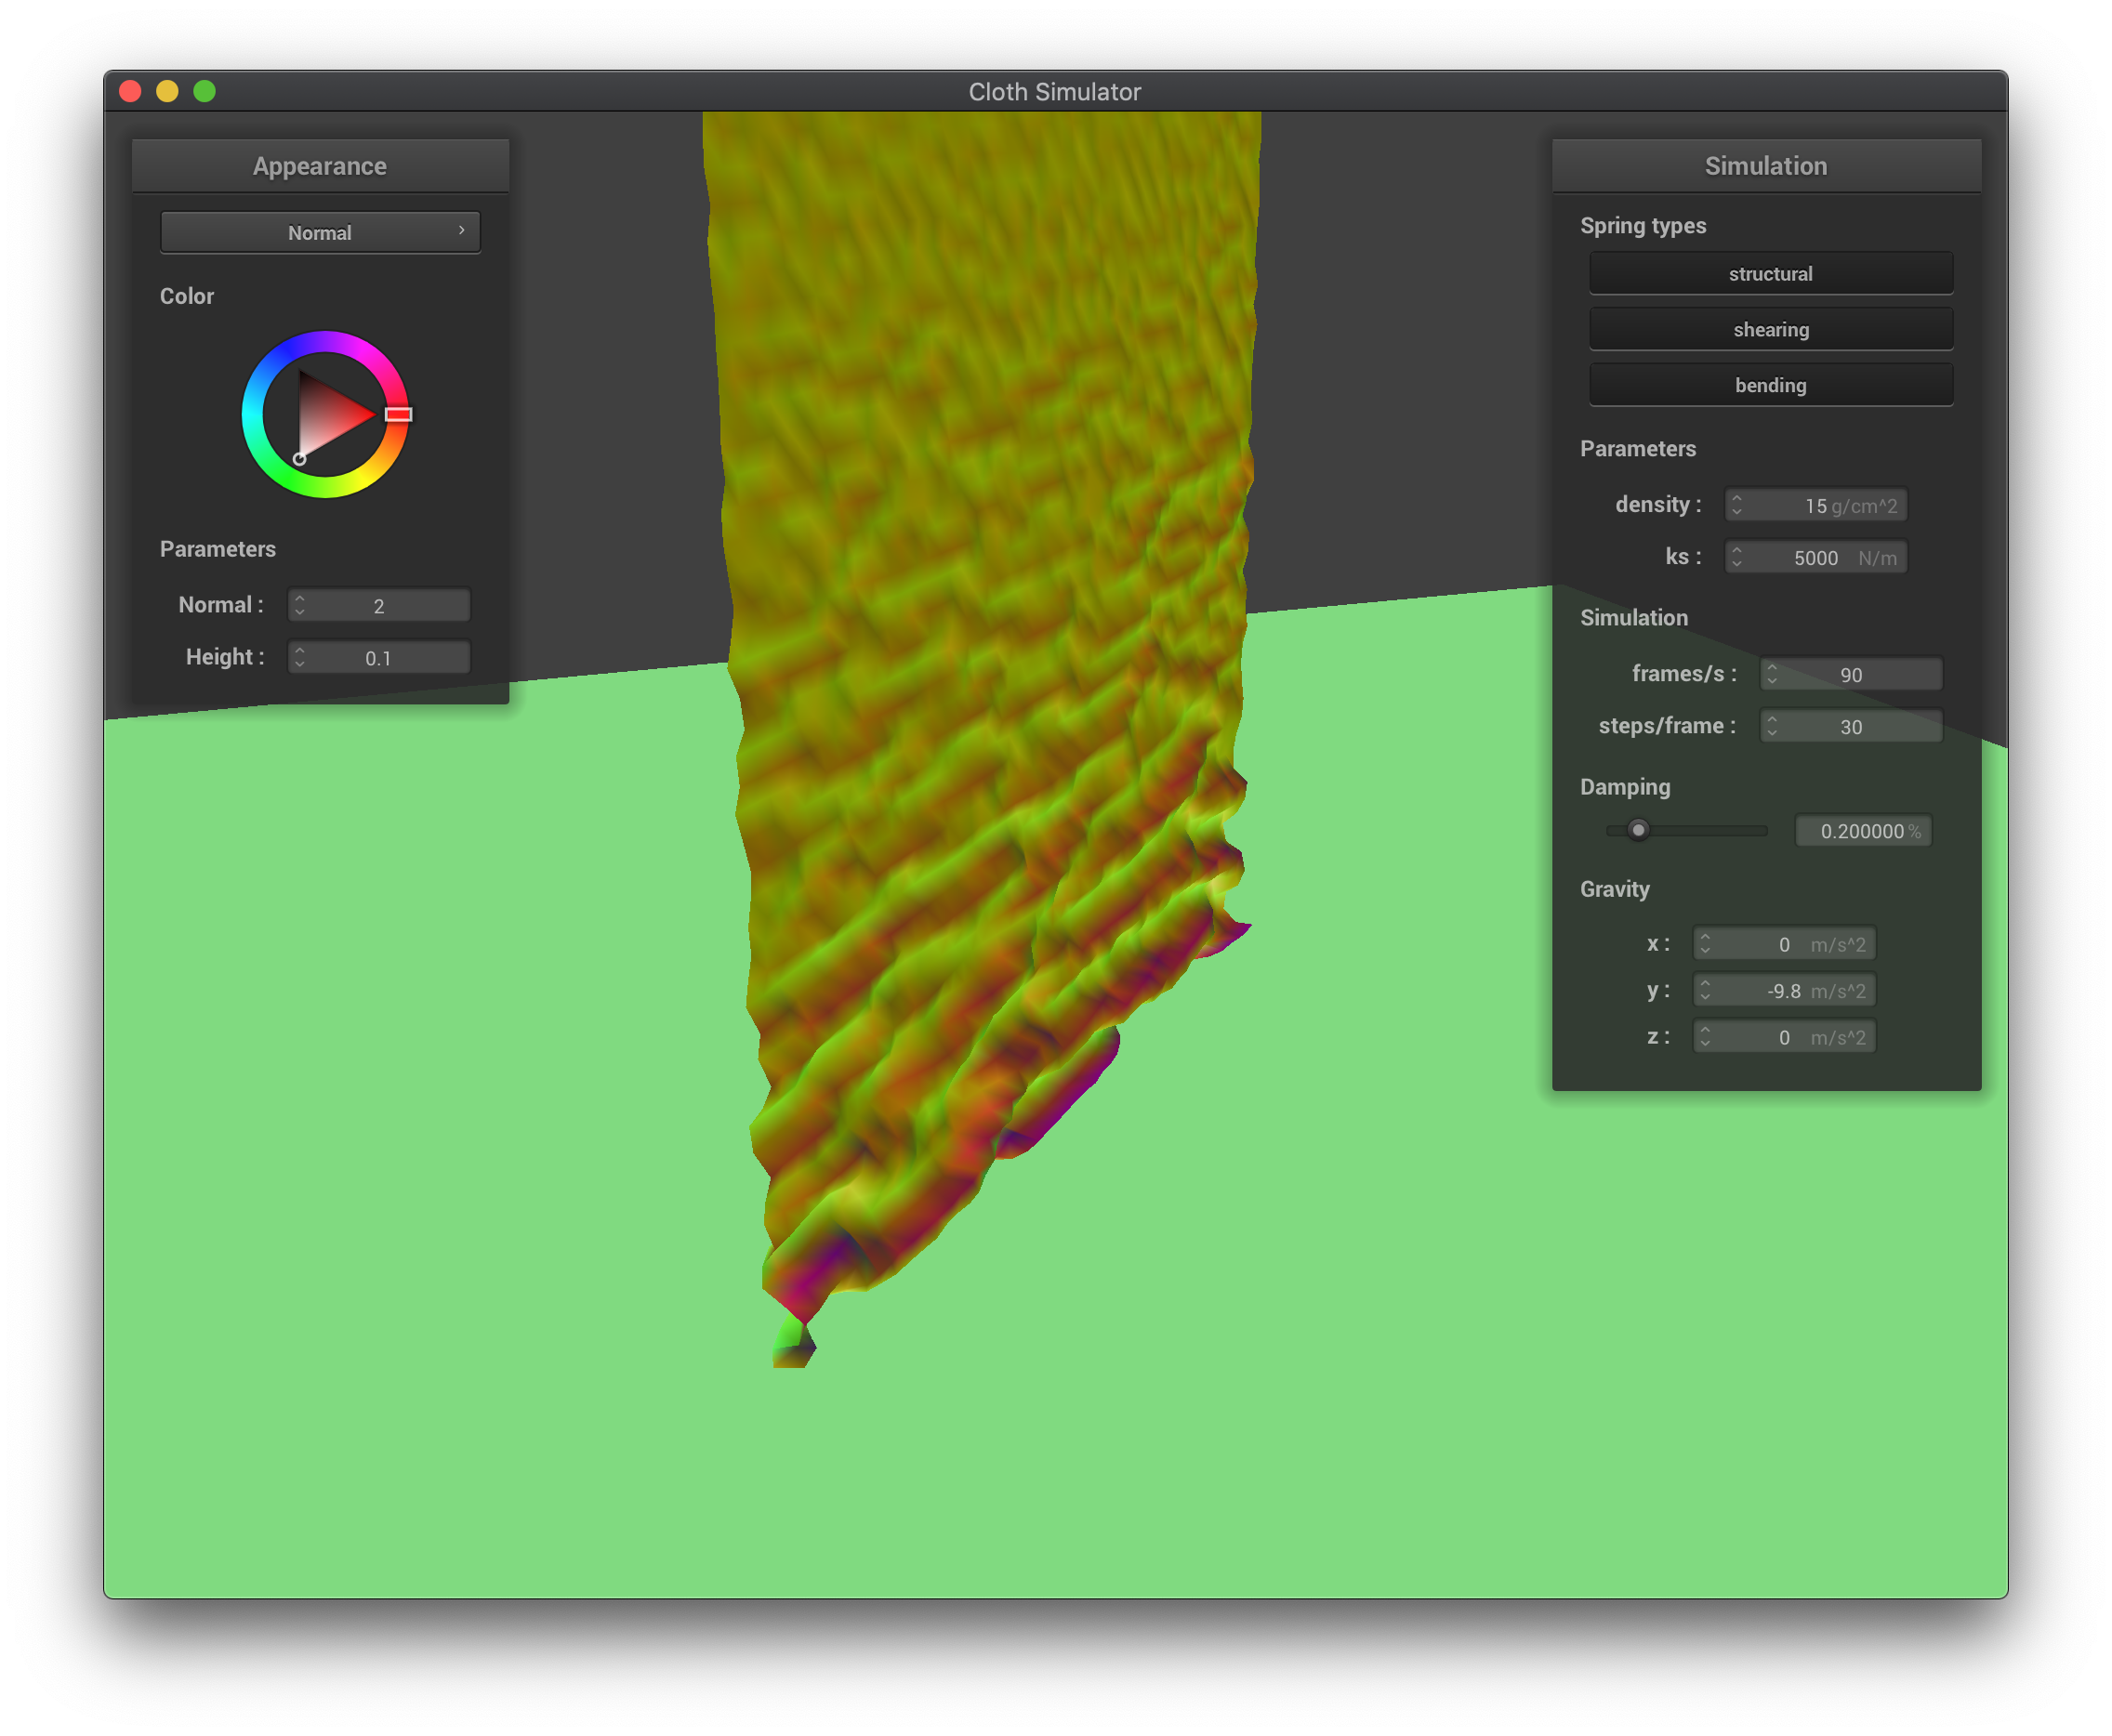 Cloth Simulator
Appearance
Normal
Color
Parameters
Normal : 2
Height : 0.1
Simulation
Spring types
structural
shearing
bending
Parameters
density : 15 g/cm^2
ks : 5000 N/m
Simulation
frames/s : 90
steps/frame : 30
Damping
0.200000 %
Gravity
x : 0 m/s^2
y : -9.8 m/s^2
z : 0 m/s^2